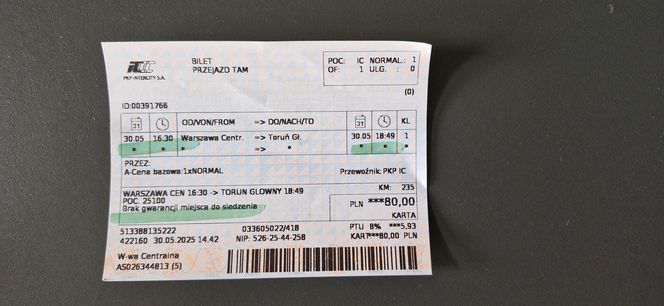 BILET
PRZEJAZD TAM
PKP INTERCITY S.A.
POC: IC NORMAL.: 1
OF: 1 ULG. : 0
(0)
ID:00391766
OD/VON/FROM => DO/NACH/TO KL
30.05 16:30 Warszawa Centr. => Toruń Gł. 30.05 18:49 1
* * * => * * *
PRZEZ:
A-Cena bazowa:1xNORMAL Przewoźnik: PKP IC
WARSZAWA CEN 16:30 -> TORUN GLOWNY 18:49 KM: 235
POC. 25100
Brak gwarancji miejsca do siedzenia
PLN ***80,00
KARTA
513388135222 033605022/418 PTU 8% ***5,93
422160 30.05.2025 14.42 NIP: 526-25-44-258 KART**80,00 PLN
W-wa Centralna
AS026344813 (5)